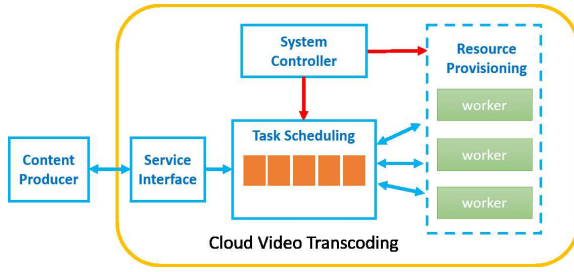 System
Controller
Resource
Provisioning
worker
Task Scheduling
Content
Producer
Service
Interface
worker
worker
Cloud Video Transcoding